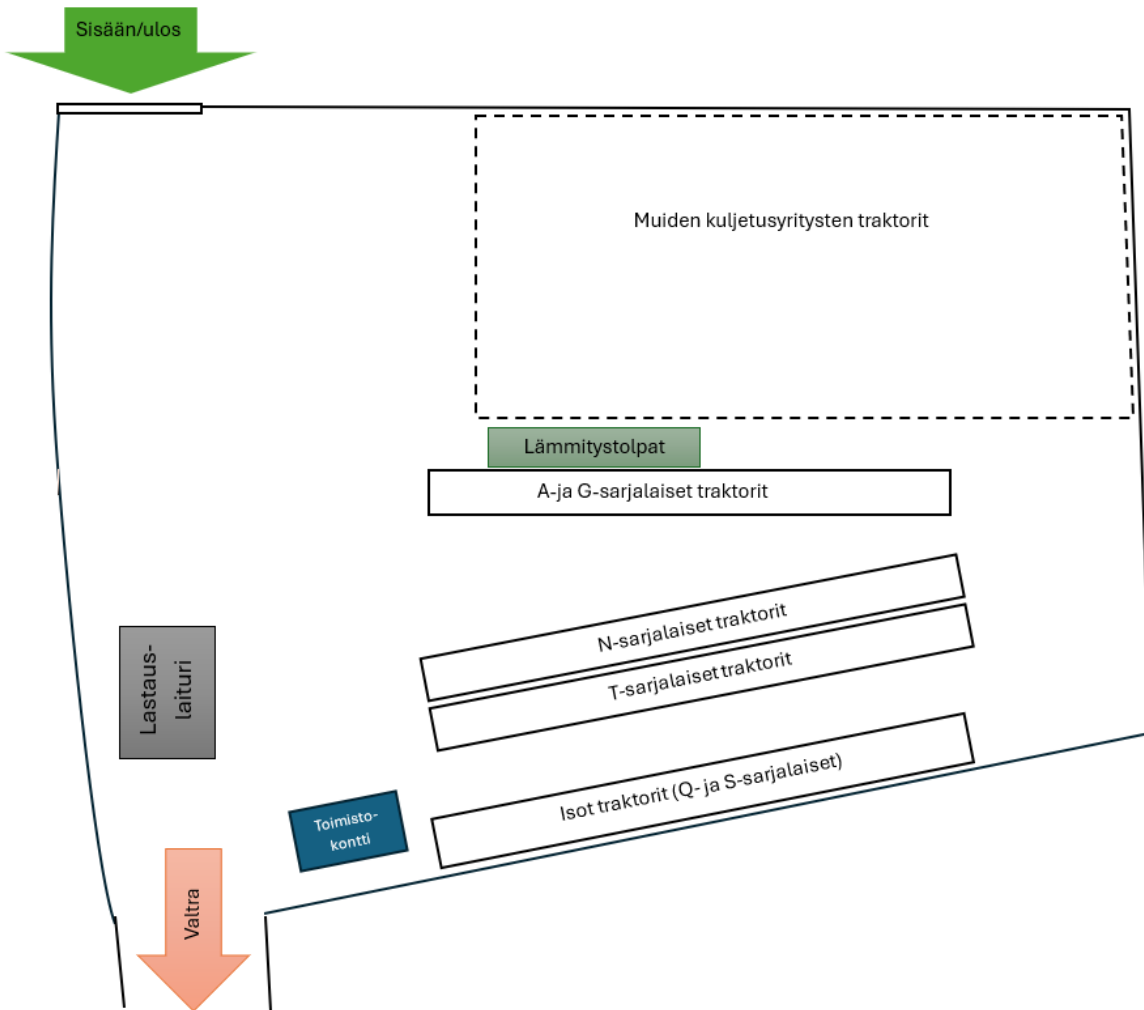 Sisään/ulos
Muiden kuljetusyritysten traktorit
Lämmitystolpat
A-ja G-sarjalaiset traktorit
N-sarjalaiset traktorit
T-sarjalaiset traktorit
Lastaus-
laituri
Isot traktorit (Q- ja S-sarjalaiset)
Toimisto-
kontti
Valtra